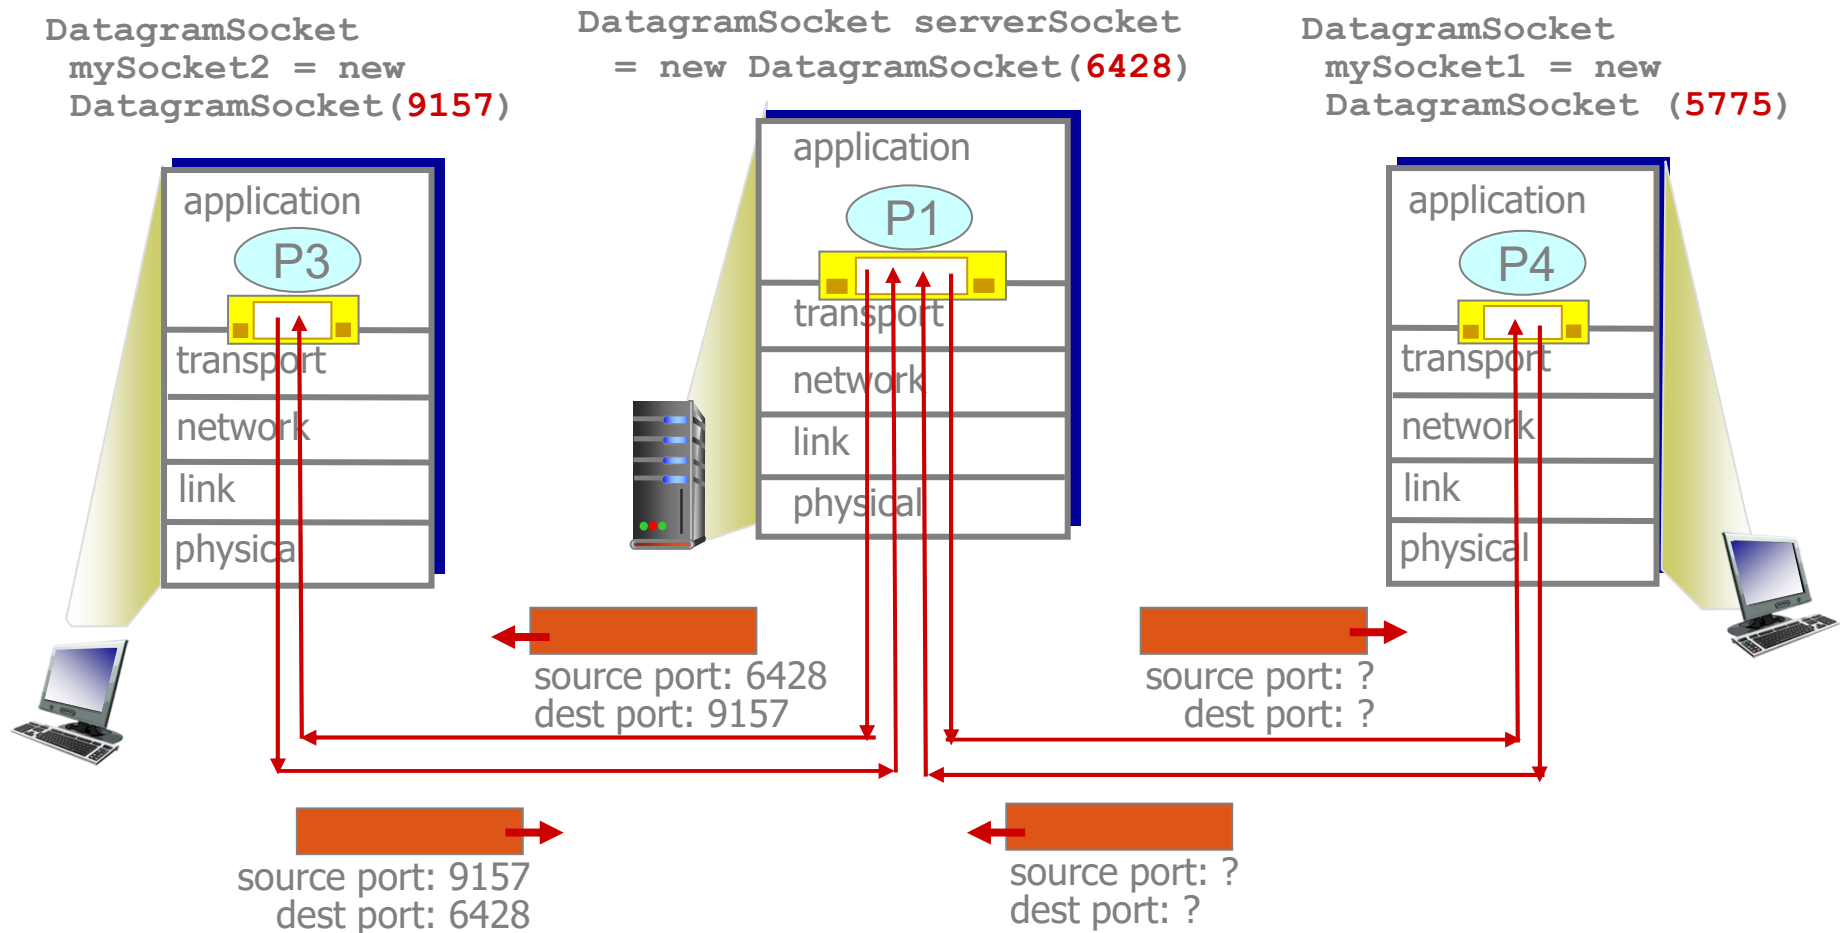 DatagramSocket
mySocket2 = new
DatagramSocket(9157)
DatagramSocket serverSocket
= new DatagramSocket(6428)
DatagramSocket
mySocket1 = new
DatagramSocket (5775)
application
P3
transport
network
link
physical
application
P1
transport
network
link
physical
application
P4
transport
network
link
physical
source port: 6428
dest port: 9157
source port: ?
dest port: ?
source port: 9157
dest port: 6428
source port: ?
dest port: ?